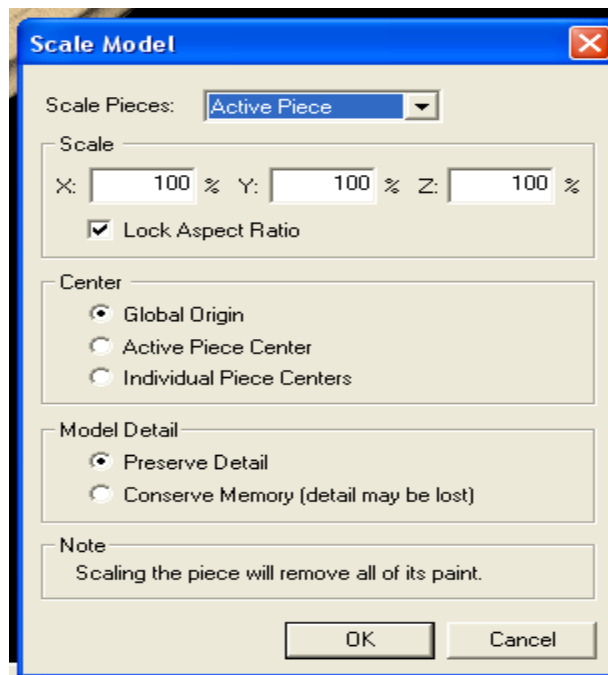 Scale Model
Scale Pieces: Active Piece
Scale
X: 100 % Y: 100 % Z: 100 %
Lock Aspect Ratio
Center
Global Origin
Active Piece Center
Individual Piece Centers
Model Detail
Preserve Detail
Conserve Memory (detail may be lost)
Note
Scaling the piece will remove all of its paint.
OK Cancel